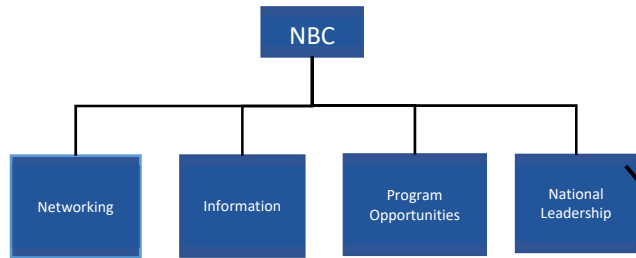 NBC
Networking
Information
Program
Opportunities
National
Leadership